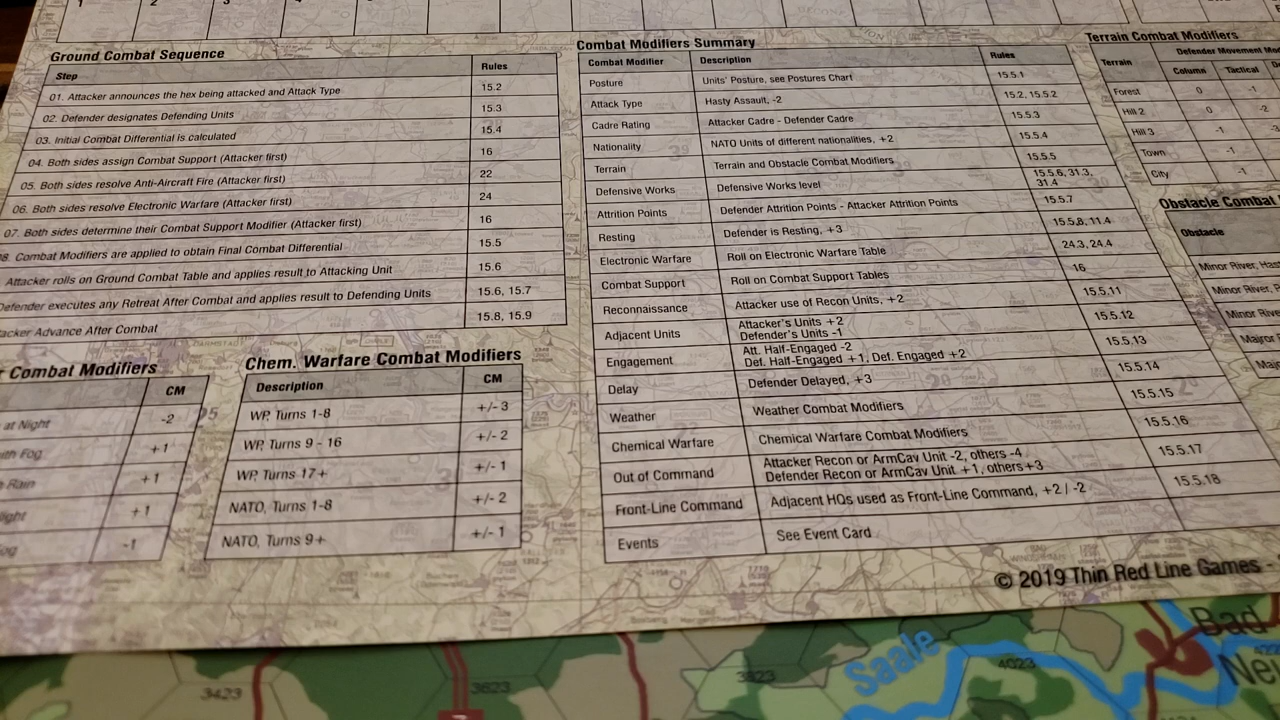 1 2 3 4 5
Ground Combat Sequence
Step Rules
01. Attacker announces the hex being attacked and Attack Type 15.2
02. Defender designates Defending Units 15.3
03. Initial Combat Differential is calculated 15.4
04. Both sides assign Combat Support (Attacker first) 16
05. Both sides resolve Anti-Aircraft Fire (Attacker first) 22
06. Both sides resolve Electronic Warfare (Attacker first) 24
07. Both sides determine their Combat Support Modifier (Attacker first) 16
08. Combat Modifiers are applied to obtain Final Combat Differential 15.5
Attacker rolls on Ground Combat Table and applies result to Attacking Unit 15.6
Defender executes any Retreat After Combat and applies result to Defending Units 15.6, 15.7
Advance After Combat 15.8, 15.9
Combat Modifiers
CM
at Night -2
Fog +1
Rain +1
+1
-1
Chem. Warfare Combat Modifiers
Description CM
WP, Turns 1-8 +/- 3
WP, Turns 9 - 16 +/- 2
WP, Turns 17+ +/- 1
NATO, Turns 1-8 +/- 2
NATO, Turns 9+ +/- 1
Combat Modifiers Summary
Combat Modifier Description Rules
Posture Units' Posture, see Postures Chart 15.5.1
Attack Type Hasty Assault, -2 15.2, 15.5.2
Cadre Rating Attacker Cadre - Defender Cadre 15.5.3
Nationality NATO Units of different nationalities, +2 15.5.4
Terrain Terrain and Obstacle Combat Modifiers 15.5.5
Defensive Works Defensive Works level 15.5.6, 31.3,
31.4
Attrition Points Defender Attrition Points - Attacker Attrition Points 15.5.7
Resting Defender is Resting, +3 15.5.8, 11.4
Electronic Warfare Roll on Electronic Warfare Table 24.3, 24.4
Combat Support Roll on Combat Support Tables 16
Reconnaissance Attacker use of Recon Units, +2 15.5.11
Adjacent Units Attacker's Units +2 15.5.12
Defender's Units -1
Engagement Att. Half-Engaged -2 15.5.13
Def. Half-Engaged +1, Def. Engaged +2
Delay Defender Delayed, +3 15.5.14
Weather Weather Combat Modifiers 15.5.15
Chemical Warfare Chemical Warfare Combat Modifiers 15.5.16
Out of Command Attacker Recon or ArmCav Unit -2, others -4 15.5.17
Defender Recon or ArmCav Unit +1, others+3
Front-Line Command Adjacent HQs used as Front-Line Command, +2 / -2 15.5.18
Events See Event Card
Terrain Combat Modifiers
Terrain Defender Movement
Column Tactical
Forest 0 -1
Hill 2 0 -2
Hill 3 -1
Town -1
City -1
Obstacle Combat
Obstacle
Minor River,
Minor River,
Minor
Major
© 2019 Thin Red Line Games -
3423
3623
3823
Saale
4023
Bad